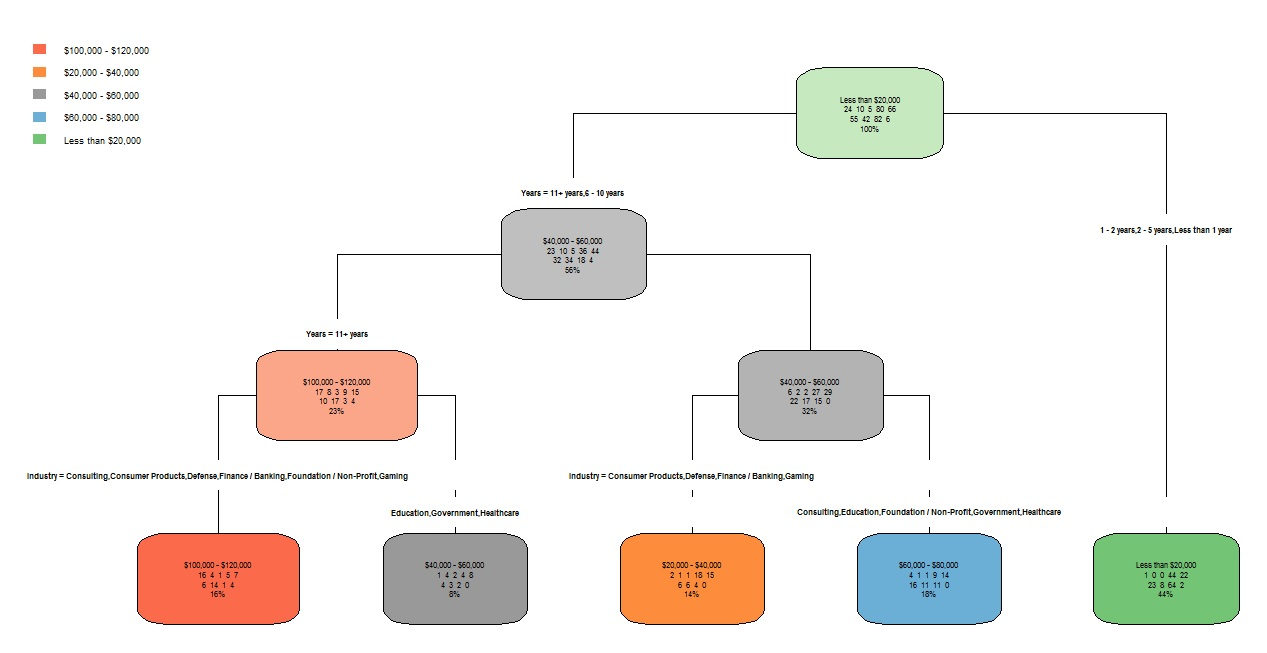 $100,000 - $120,000
$20,000 - $40,000
$40,000 - $60,000
$60,000 - $80,000
Less than $20,000
Less than $20,000
24 10 5 80 66
55 42 82 6
100%
Years = 11+ years,6 - 10 years
1 - 2 years,2 - 5 years,Less than 1 year
$40,000 - $60,000
23 10 5 36 44
32 34 18 4
56%
Years = 11+ years
$100,000 - $120,000
17 8 3 9 15
10 17 3 4
23%
$40,000 - $60,000
6 2 2 27 29
22 17 15 0
32%
Industry = Consulting,Consumer Products,Defense,Finance / Banking,Foundation / Non-Profit,Gaming
Industry = Consumer Products,Defense,Finance / Banking,Gaming
Education,Government,Healthcare
Consulting,Education,Foundation / Non-Profit,Government,Healthcare
$100,000 - $120,000
16 4 1 5 7
6 14 1 4
16%
$40,000 - $60,000
1 4 2 4 8
4 3 2 0
8%
$20,000 - $40,000
2 1 1 18 15
6 6 4 0
14%
$60,000 - $80,000
4 1 1 9 14
16 11 11 0
18%
Less than $20,000
1 0 0 44 22
23 8 64 2
44%